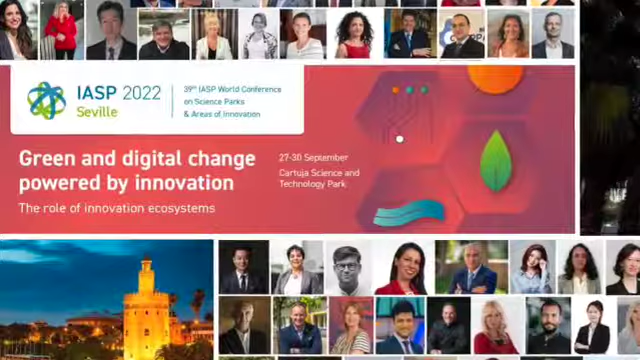 IASP 2022
Seville
39th IASP World Conference
on Science Parks
& Areas of Innovation
Green and digital change
powered by innovation
The role of innovation ecosystems
27-30 September
Cartuja Science and
Technology Park